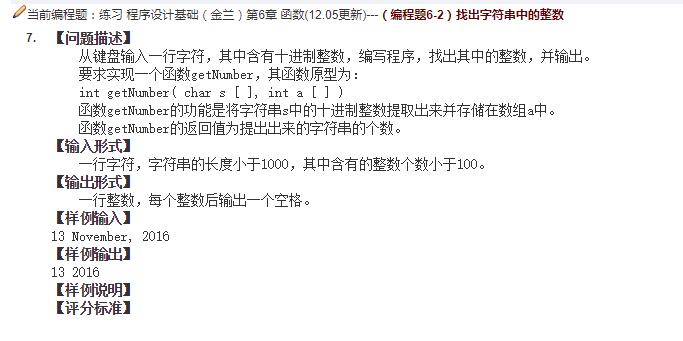 当前编程题：练习 程序设计基础（金兰）第6章 函数(12.05更新)---（编程题6-2）找出字符串中的整数
7. 【问题描述】
从键盘输入一行字符，其中含有十进制整数，编写程序，找出其中的整数，并输出。
要求实现一个函数getNumber，其函数原型为：
int getNumber( char s [ ], int a [ ] )
函数getNumber的功能是将字符串s中的十进制整数提取出来并存储在数组a中。
函数getNumber的返回值为提出出来的字符串的个数。
【输入形式】
一行字符，字符串的长度小于1000，其中含有的整数个数小于100。
【输出形式】
一行整数，每个整数后输出一个空格。
【样例输入】
13 November, 2016
【样例输出】
13 2016
【样例说明】
【评分标准】